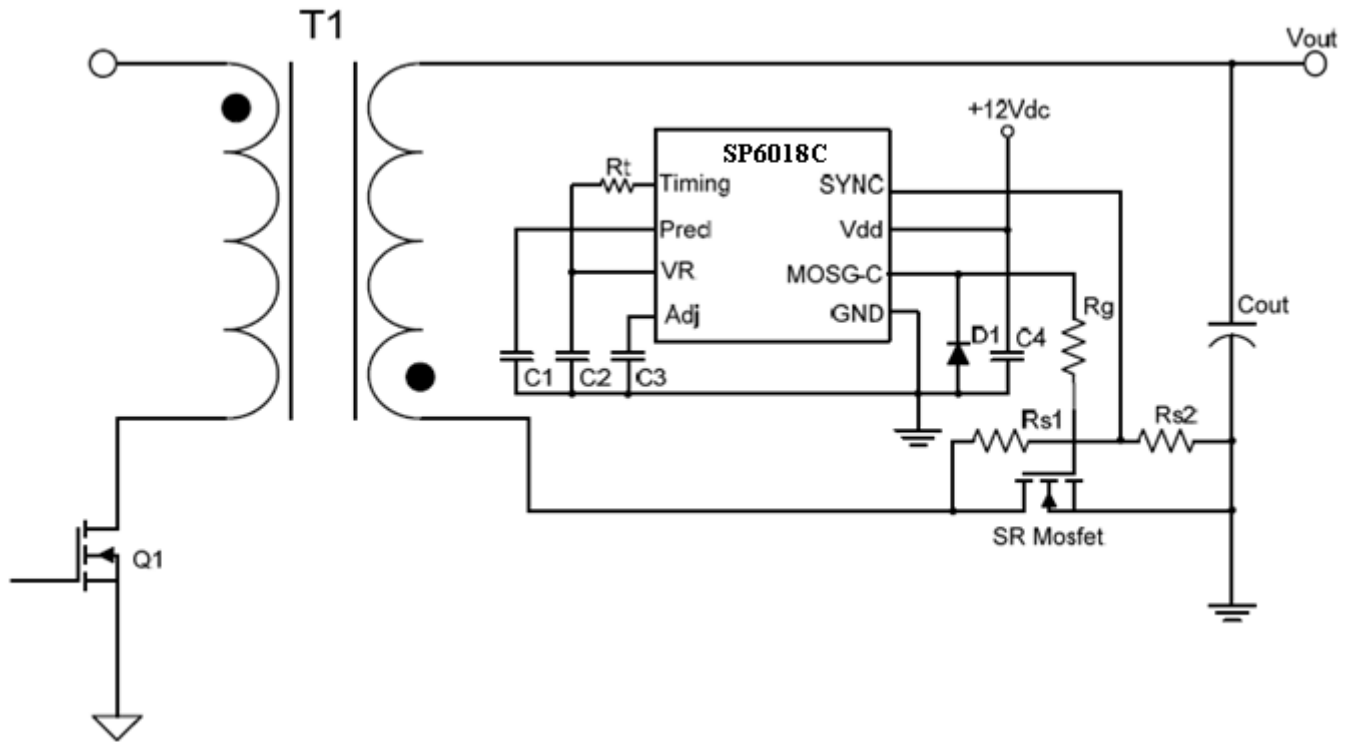 T1
Vout
+12Vdc
SP6018C
Rt
Timing
SYNC
Pred
Vdd
VR
MOSG-C
Adj
GND
Rg
Cout
D1
C4
C1
C2
C3
Rs1
Rs2
SR Mosfet
Q1